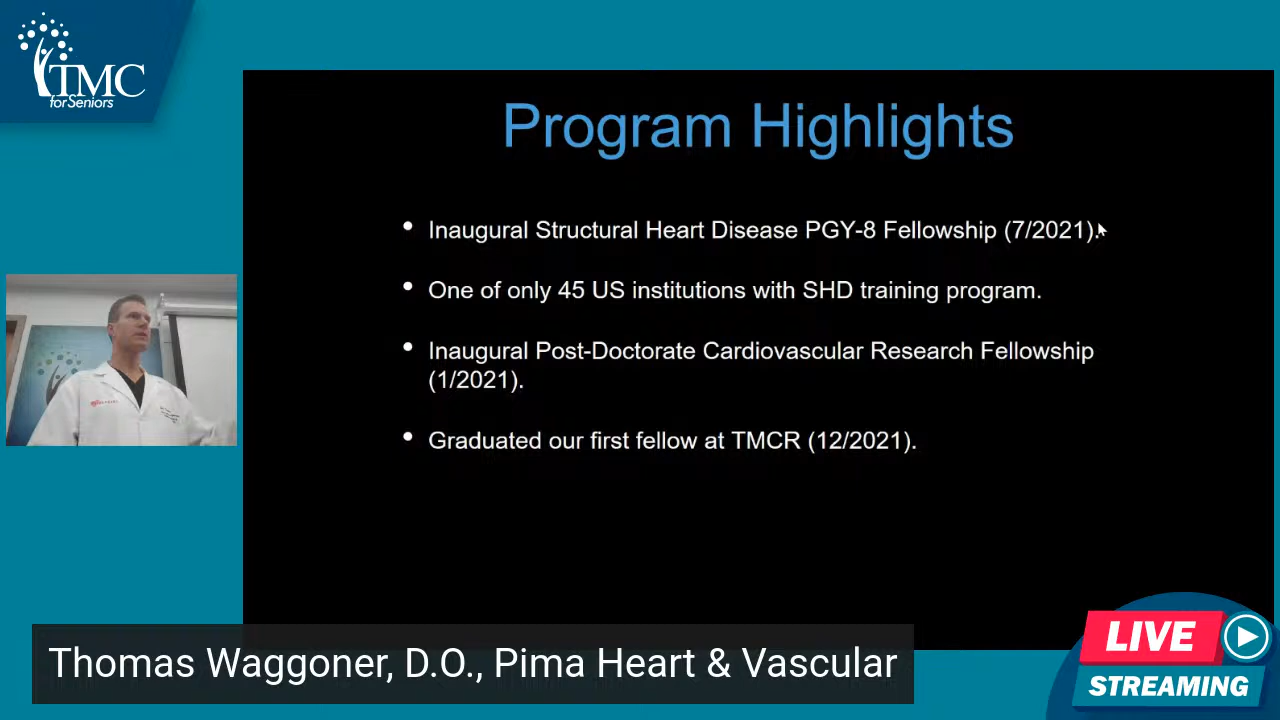 TMC
for Seniors
Program Highlights
• Inaugural Structural Heart Disease PGY-8 Fellowship (7/2021).
• One of only 45 US institutions with SHD training program.
• Inaugural Post-Doctorate Cardiovascular Research Fellowship
(1/2021).
• Graduated our first fellow at TMCR (12/2021).
Thomas Waggoner, D.O., Pima Heart & Vascular
LIVE
STREAMING